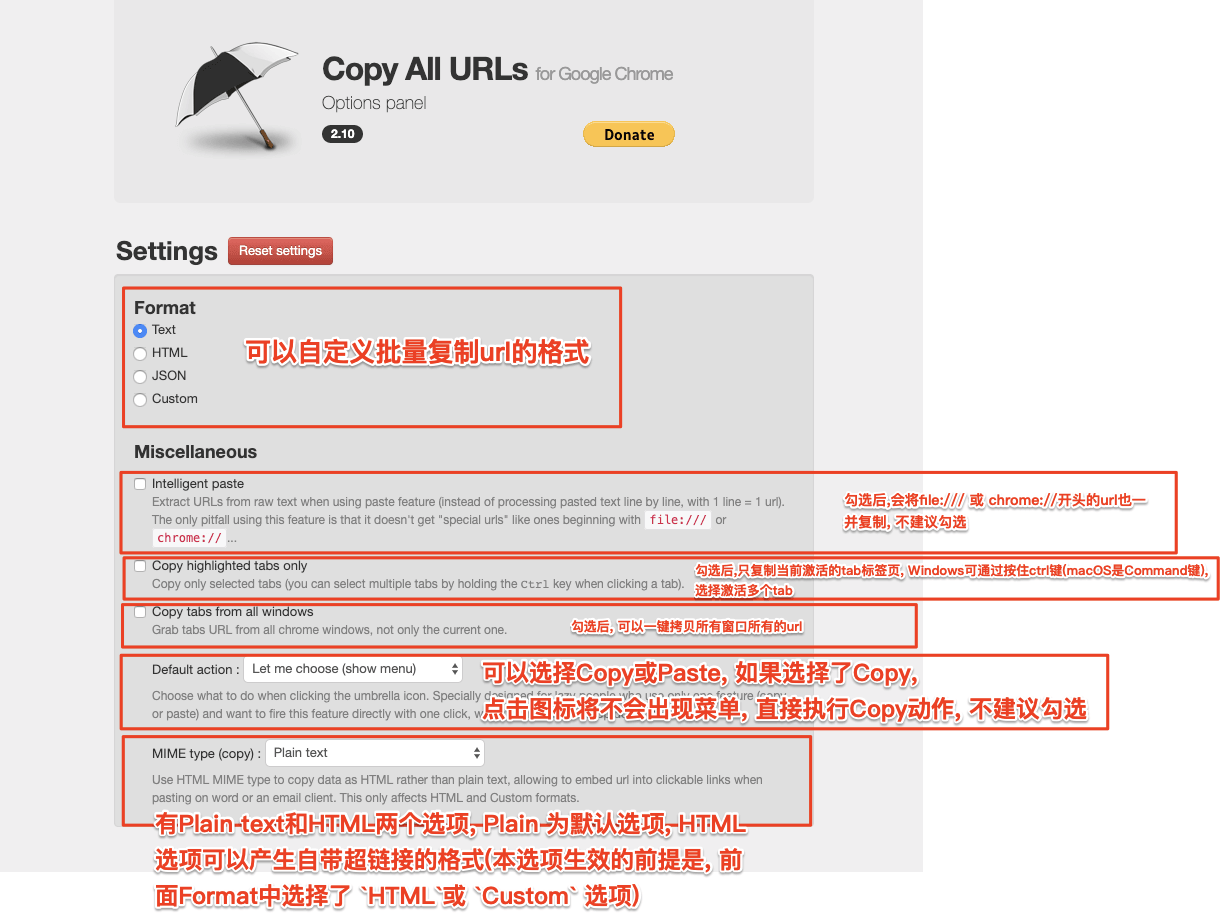 Copy All URLs for Google Chrome
Options panel
2.10
Donate
Settings
Reset settings
Format
Text
HTML
JSON
Custom
可以自定义批量复制url的格式
Miscellaneous
Intelligent paste
Extract URLs from raw text when using paste feature (instead of processing pasted text line by line, with 1 line = 1 url).
The only pitfall using this feature is that it doesn't get "special urls" like ones beginning with file:/// or
chrome:// ...
勾选后,会将file:/// 或 chrome://开头的url也一
并复制, 不建议勾选
Copy highlighted tabs only
Copy only selected tabs (you can select multiple tabs by holding the Ctrl key when clicking a tab).
勾选后,只复制当前激活的tab标签页, Windows可通过按住ctrl键(macOS是Command键),
选择激活多个tab
Copy tabs from all windows
Grab tabs URL from all chrome windows, not only the current one.
勾选后, 可以一键拷贝所有窗口所有的url
Default action : Let me choose (show menu)
Choose what to do when clicking the umbrella icon. Specially designed for lazy people who use only one feature (copy
or paste) and want to fire this feature directly with one click,
可以选择Copy或Paste, 如果选择了Copy,
点击图标将不会出现菜单, 直接执行Copy动作, 不建议勾选
MIME type (copy) : Plain text
Use HTML MIME type to copy data as HTML rather than plain text, allowing to embed url into clickable links when
pasting on word or an email client. This only affects HTML and Custom formats.
有Plain text和HTML两个选项, Plain 为默认选项, HTML
选项可以产生自带超链接的格式(本选项生效的前提是, 前
面Format中选择了 `HTML`或 `Custom` 选项)